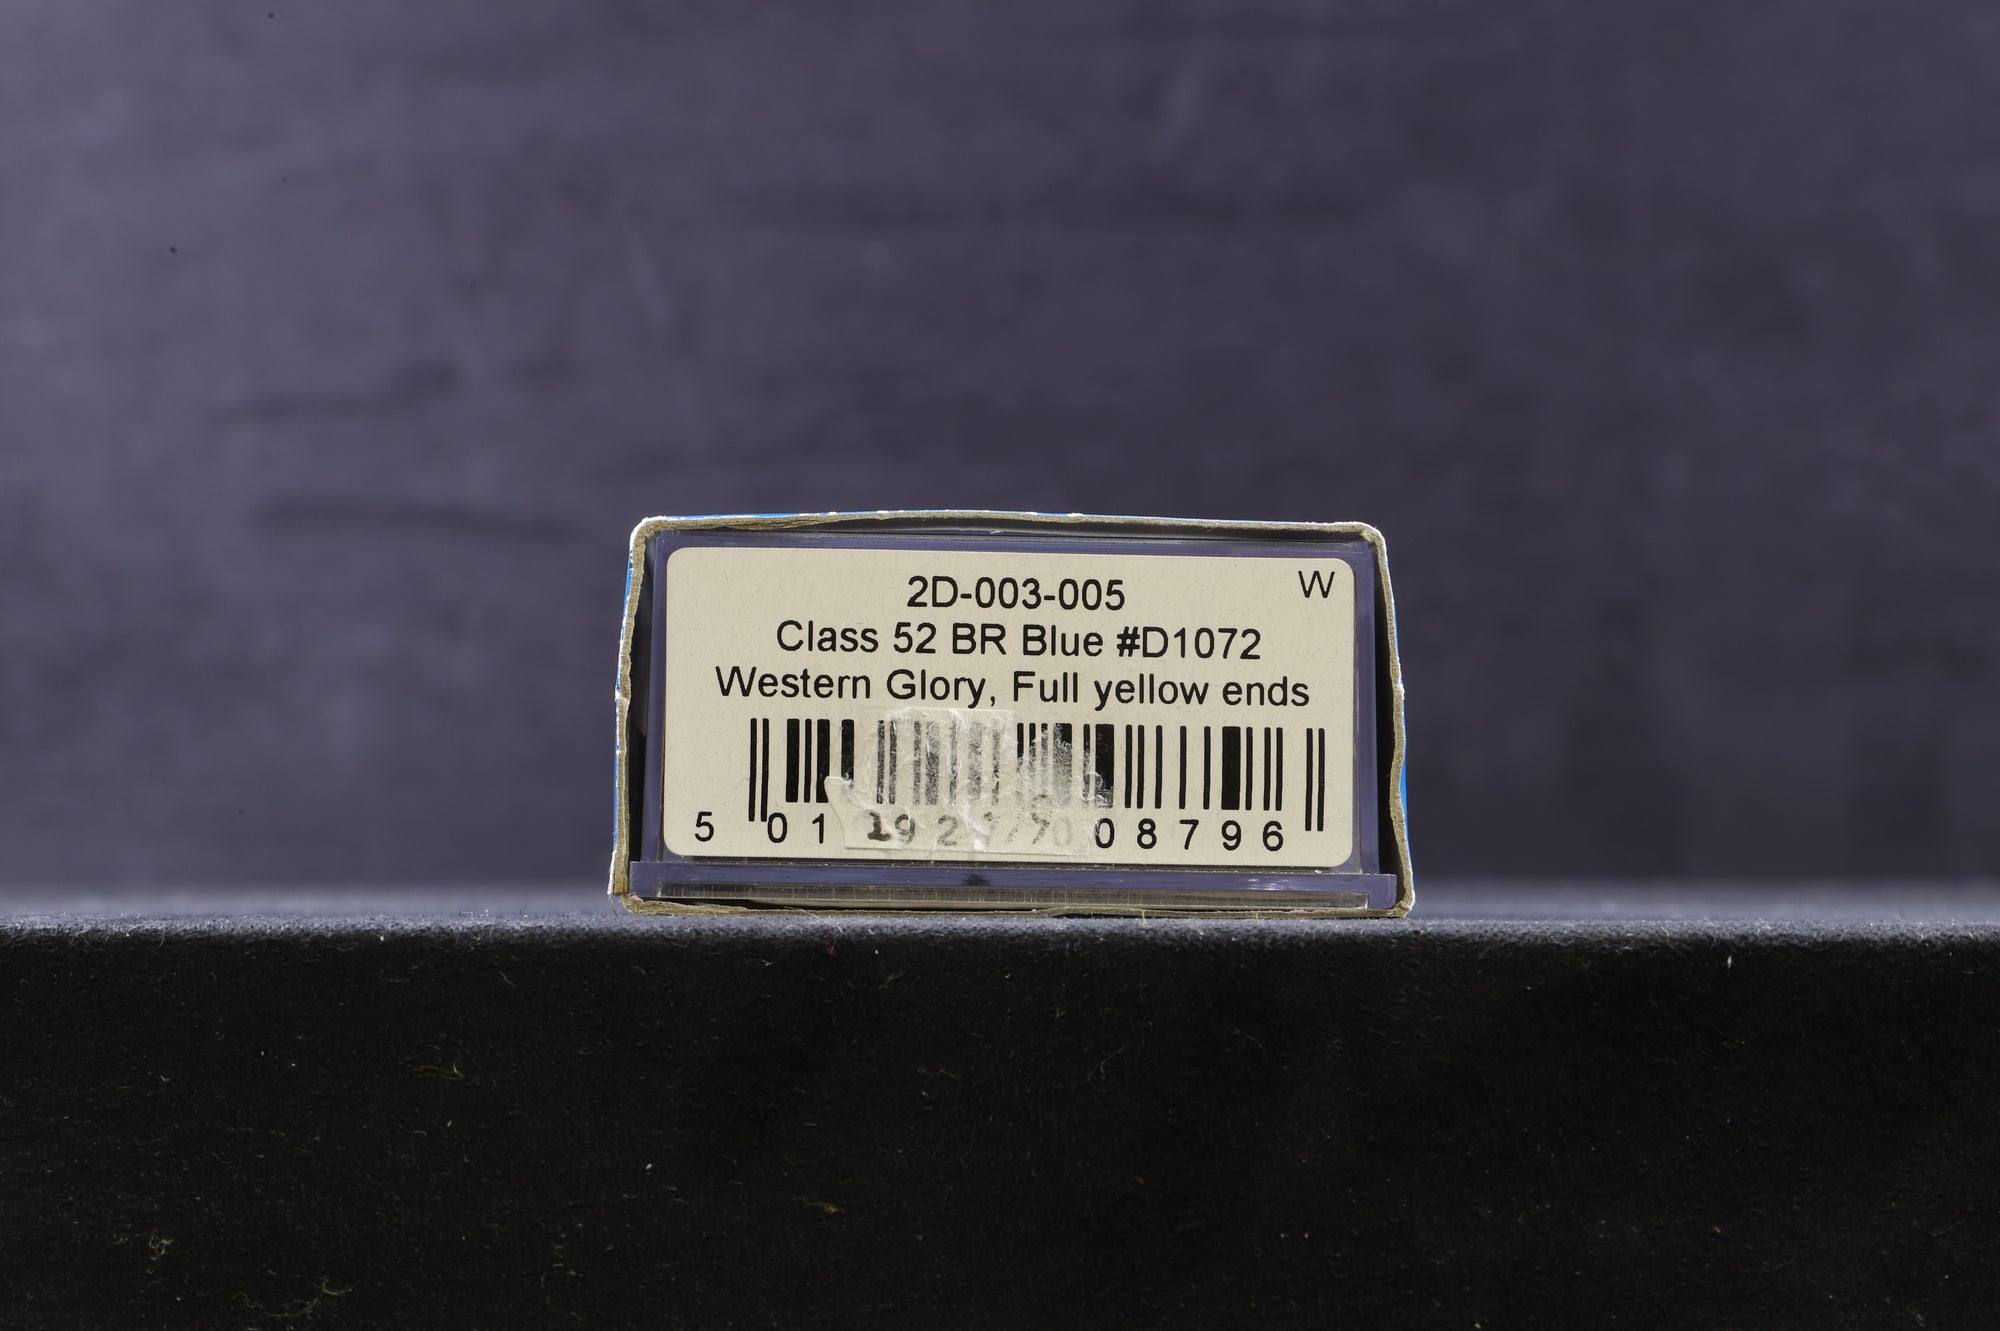 2D-003-005 W
Class 52 BR Blue #D1072
Western Glory, Full yellow ends
5 01 08796